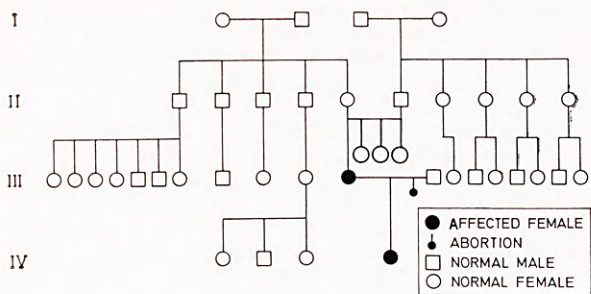 I
II
III
IV
AFFECTED FEMALE
ABORTION
NORMAL MALE
NORMAL FEMALE